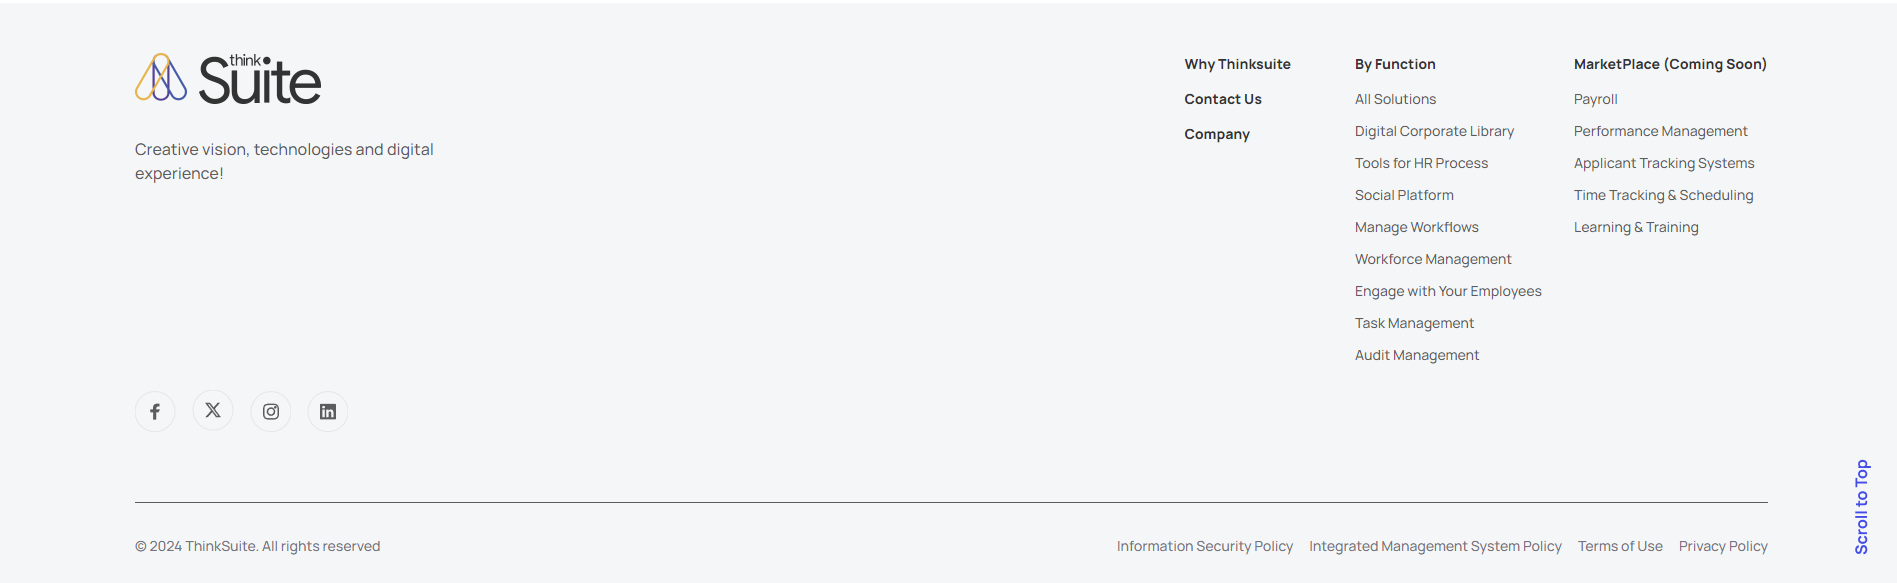 think
Suite
Creative vision, technologies and digital
experience!
Why Thinksuite
Contact Us
Company
By Function
All Solutions
Digital Corporate Library
Tools for HR Process
Social Platform
Manage Workflows
Workforce Management
Engage with Your Employees
Task Management
Audit Management
MarketPlace (Coming Soon)
Payroll
Performance Management
Applicant Tracking Systems
Time Tracking & Scheduling
Learning & Training
Scroll to Top
© 2024 ThinkSuite. All rights reserved
Information Security Policy
Integrated Management System Policy
Terms of Use
Privacy Policy